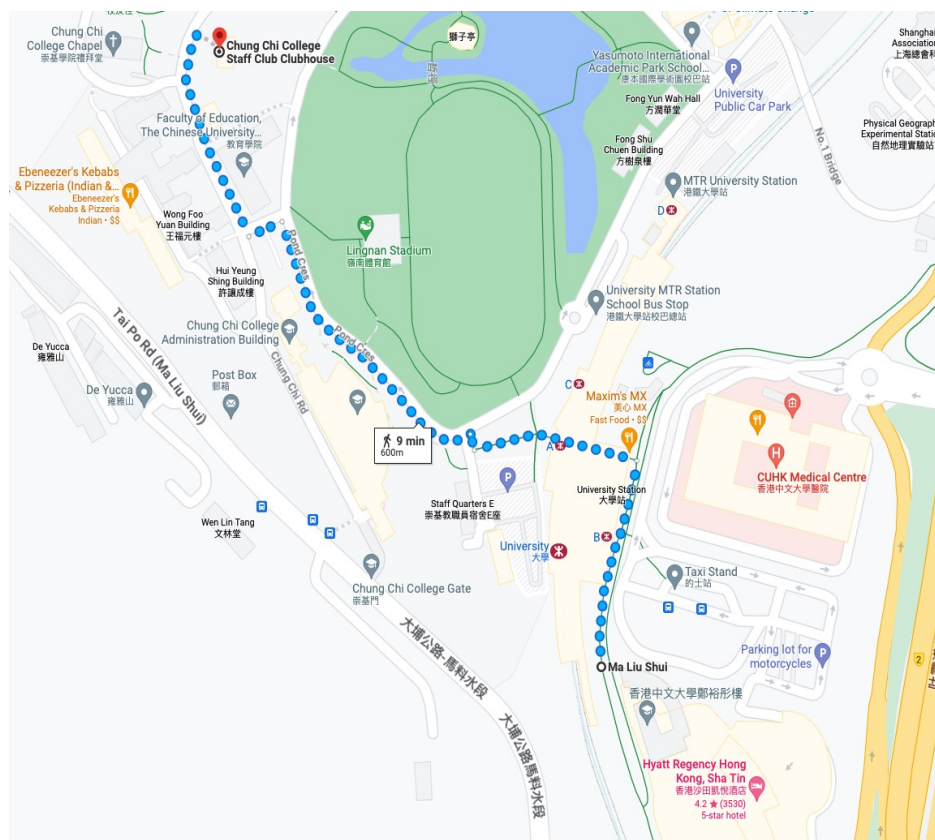 Chung Chi
College Chapel
崇基學院禮拜堂
Chung Chi College
Staff Club Clubhouse
獅子亭
Yasumoto International
Academic Park School...
康本國際學術園校巴站
P
University
Public Car Park
Shanghai
Association
上海總會科
Fong Yun Wah Hall
方潤華堂
Fong Shu
Chuen Building
方樹泉樓
Physical Geograph
Experimental Statio
自然地理實驗站
No.1 Bridge
Faculty of Education,
The Chinese University...
教育學院
Ebeneezer's Kebabs
& Pizzeria (Indian &...
Ebeneezer's
Kebabs & Pizzeria
Indian • $$
MTR University Station
港鐵大學站
D
Wong Foo
Yuan Building
王福元樓
Pond Cres
Lingnan Stadium
嶺南體育館
Hui Yeung
Shing Building
許讓成樓
University MTR Station
School Bus Stop
港鐵大學站校巴總站
Chung Chi College
Administration Building
Pond Cres
Tai Po Rd (Ma Liu Shui)
De Yucca
雍雅山
De Yucca
雍雅山
Post Box
郵箱
Chung Chi Rd
C
Maxim's MX
美心 MX
Fast Food • $$
9 min
600m
A
H
CUHK Medical Centre
香港中文大學醫院
P
Staff Quarters E
崇基教職員宿舍E座
University Station
大學站
Wen Lin Tang
文林堂
University
大學
B
Chung Chi College Gate
崇基門
Taxi Stand
的士站
大埔公路-馬料水段
Parking lot for
motorcycles
P
2
Ma Liu Shui
香港中文大學鄭裕彤樓
大埔公路馬料水段
Hyatt Regency Hong
Kong, Sha Tin
香港沙田凱悅酒店
4.2 ★ (3530)
5-star hotel